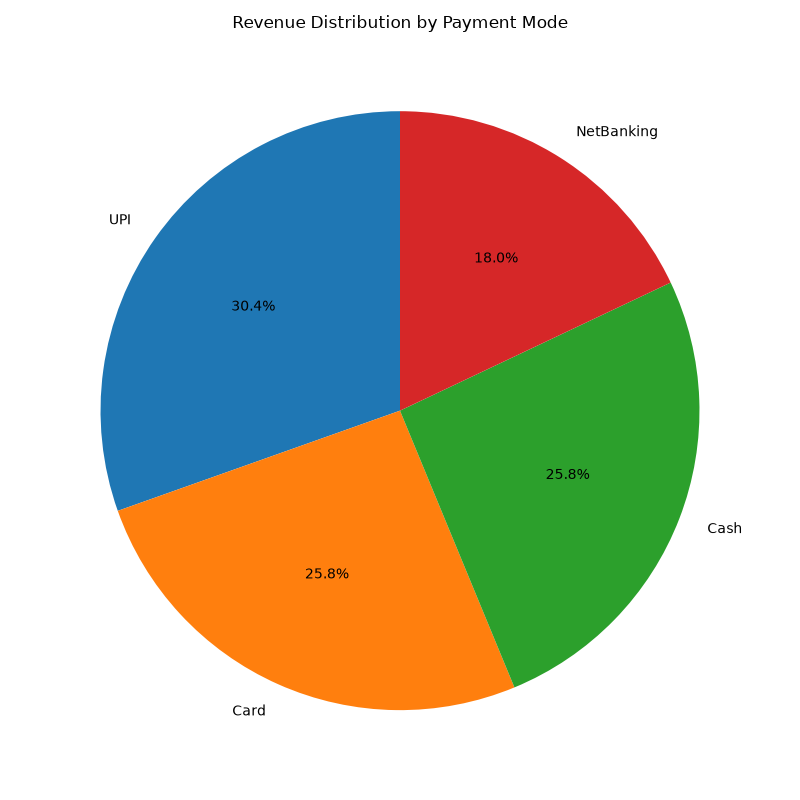 Revenue Distribution by Payment Mode
NetBanking
UPI
18.0%
30.4%
25.8%
Cash
25.8%
Card